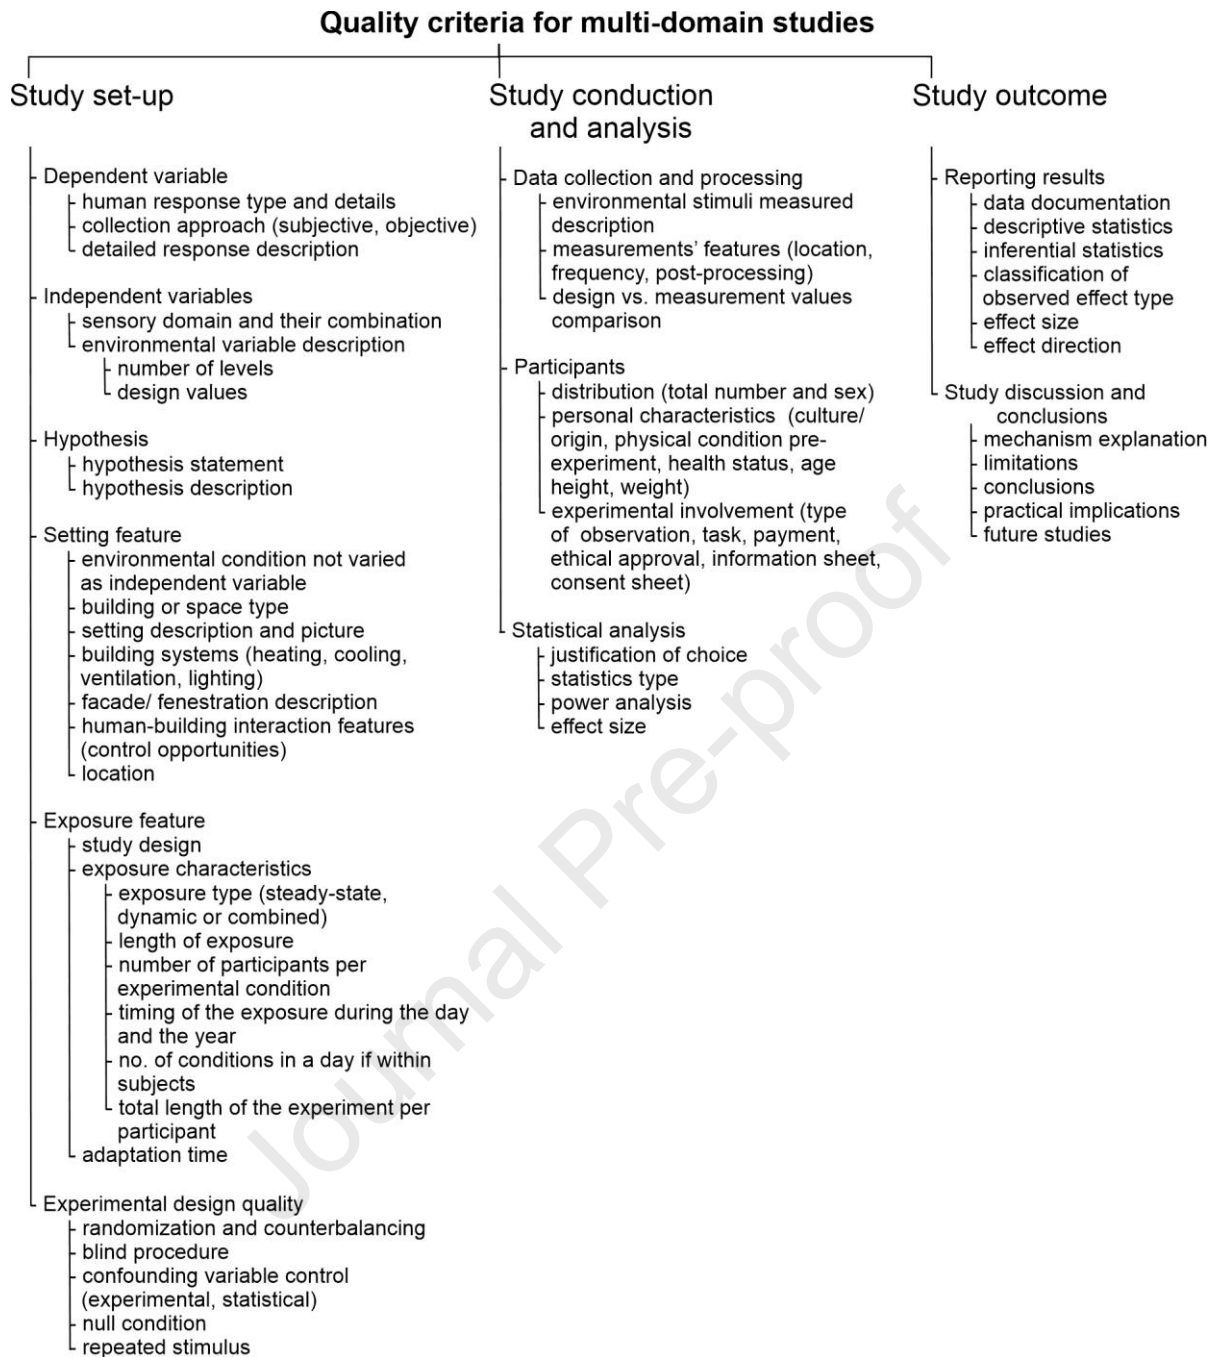 Quality criteria for multi-domain studies
Study set-up
Dependent variable
human response type and details
collection approach (subjective, objective)
detailed response description
Independent variables
sensory domain and their combination
environmental variable description
number of levels
design values
Hypothesis
hypothesis statement
hypothesis description
Setting feature
environmental condition not varied
as independent variable
building or space type
setting description and picture
building systems (heating, cooling,
ventilation, lighting)
facade/ fenestration description
human-building interaction features
(control opportunities)
location
Exposure feature
study design
exposure characteristics
exposure type (steady-state,
dynamic or combined)
length of exposure
number of participants per
experimental condition
timing of the exposure during the day
and the year
no. of conditions in a day if within
subjects
total length of the experiment per
participant
adaptation time
Experimental design quality
randomization and counterbalancing
blind procedure
confounding variable control
(experimental, statistical)
null condition
repeated stimulus
Study conduction
and analysis
Data collection and processing
environmental stimuli measured
description
measurements' features (location,
frequency, post-processing)
design vs. measurement values
comparison
Participants
distribution (total number and sex)
personal characteristics (culture/
origin, physical condition pre-
experiment, health status, age
height, weight)
experimental involvement (type
of observation, task, payment,
ethical approval, information sheet,
consent sheet)
Statistical analysis
justification of choice
statistics type
power analysis
effect size
Study outcome
Reporting results
data documentation
descriptive statistics
inferential statistics
classification of
observed effect type
effect size
effect direction
Study discussion and
conclusions
mechanism explanation
limitations
conclusions
practical implications
future studies
Journal Pre-proof